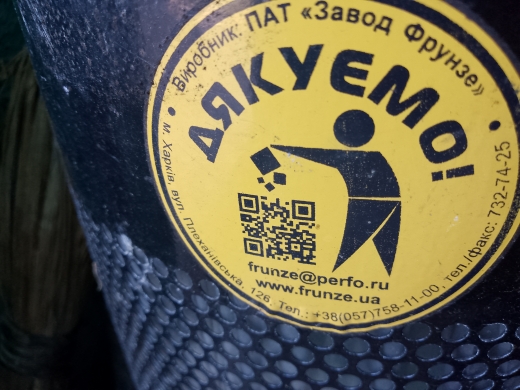 Виробник: ПАТ «Завод Фрунзе»
ДЯКУЄМО!
frunze@perfo.ru
www.frunze.ua
м. Харків, вул. Плеханівська, 126, Тел.: +38(057)758-11-00, тел./факс: 732-74-25